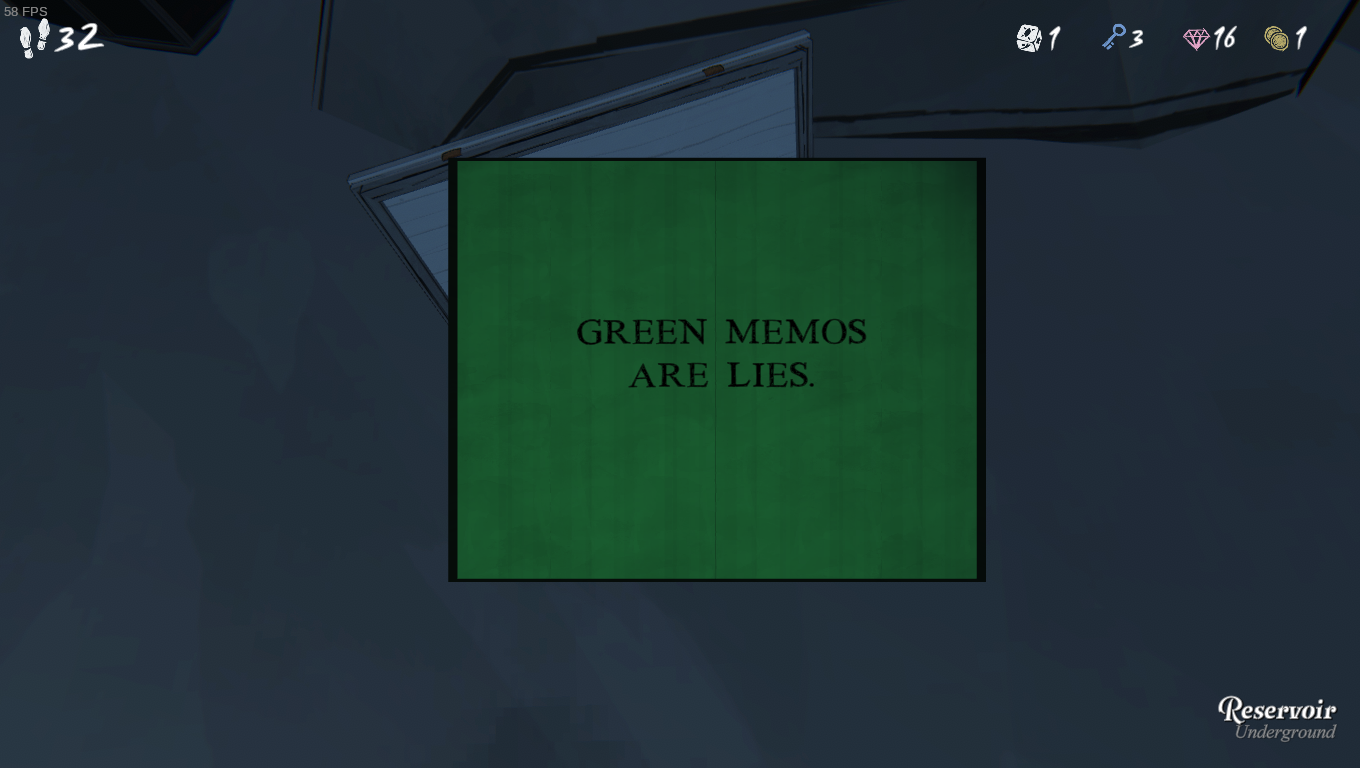 58 FPS
32
1
3
16
1
GREEN MEMOS
ARE LIES.
Reservoir
Underground